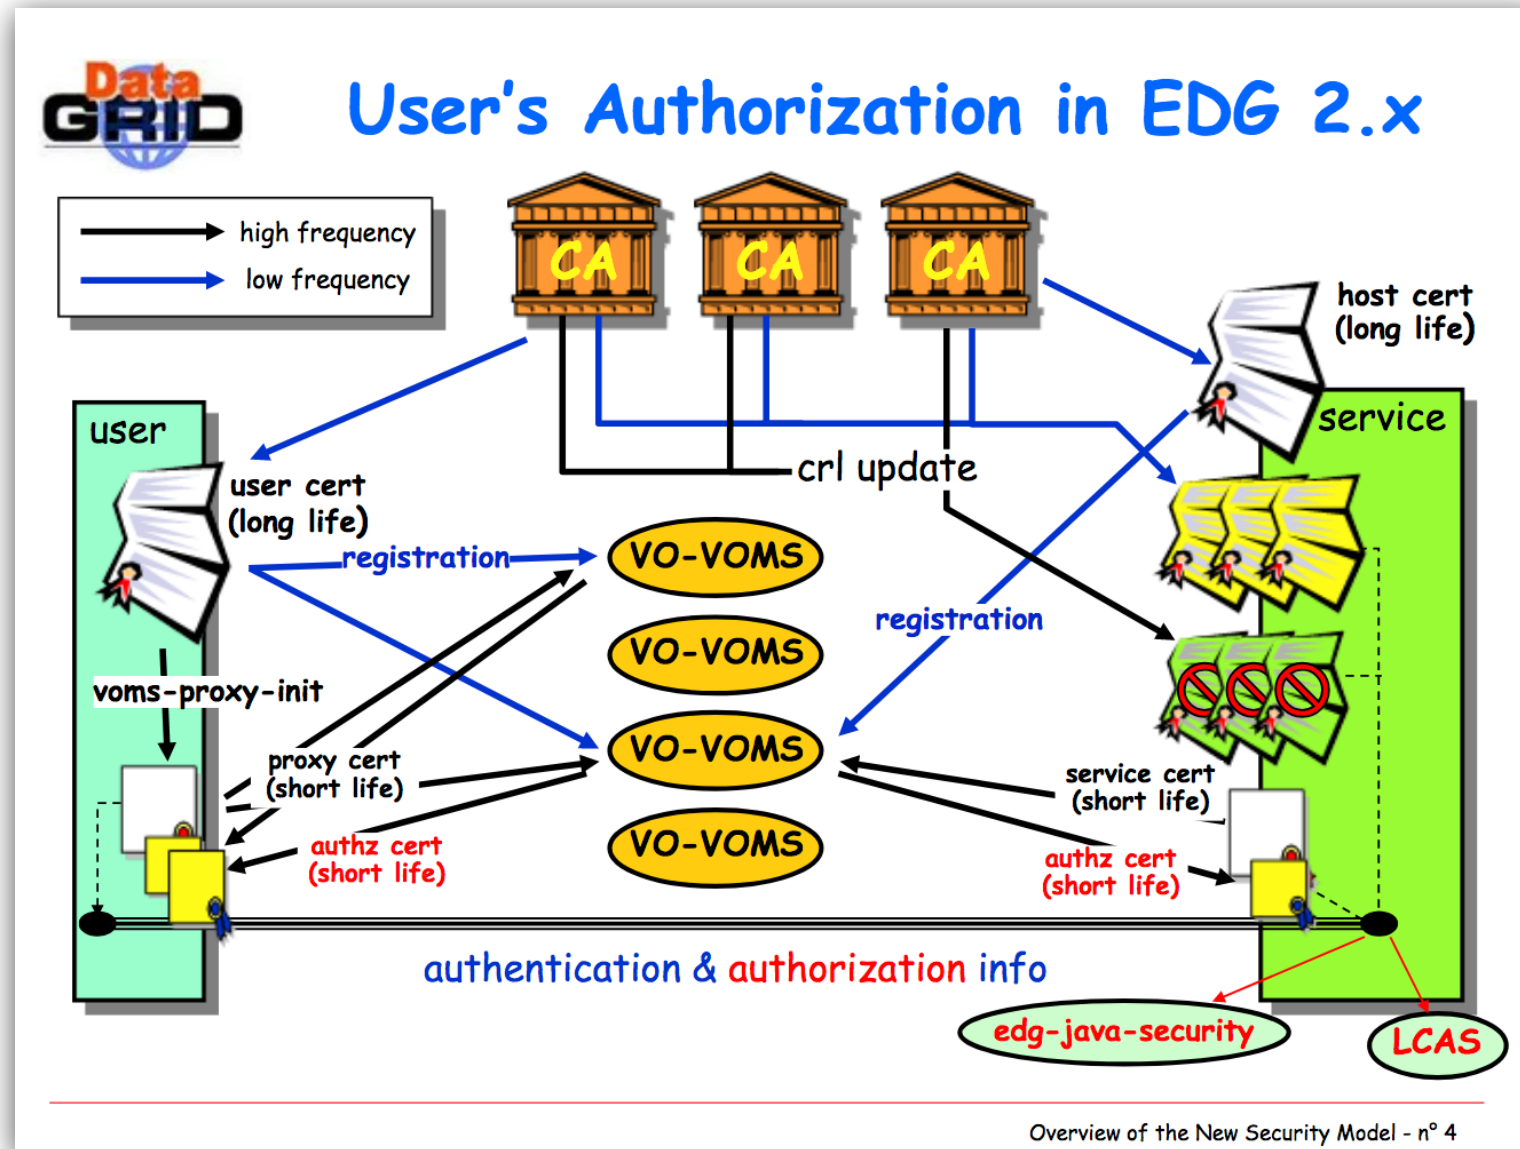 Data
GRID
User's Authorization in EDG 2.x
high frequency
low frequency
CA
CA
CA
host cert
(long life)
user
service
user cert
(long life)
crl update
registration
VO-VOMS
registration
VO-VOMS
voms-proxy-init
VO-VOMS
proxy cert
(short life)
service cert
(short life)
VO-VOMS
authz cert
(short life)
authz cert
(short life)
authentication & authorization info
edg-java-security
LCAS
Overview of the New Security Model - n° 4